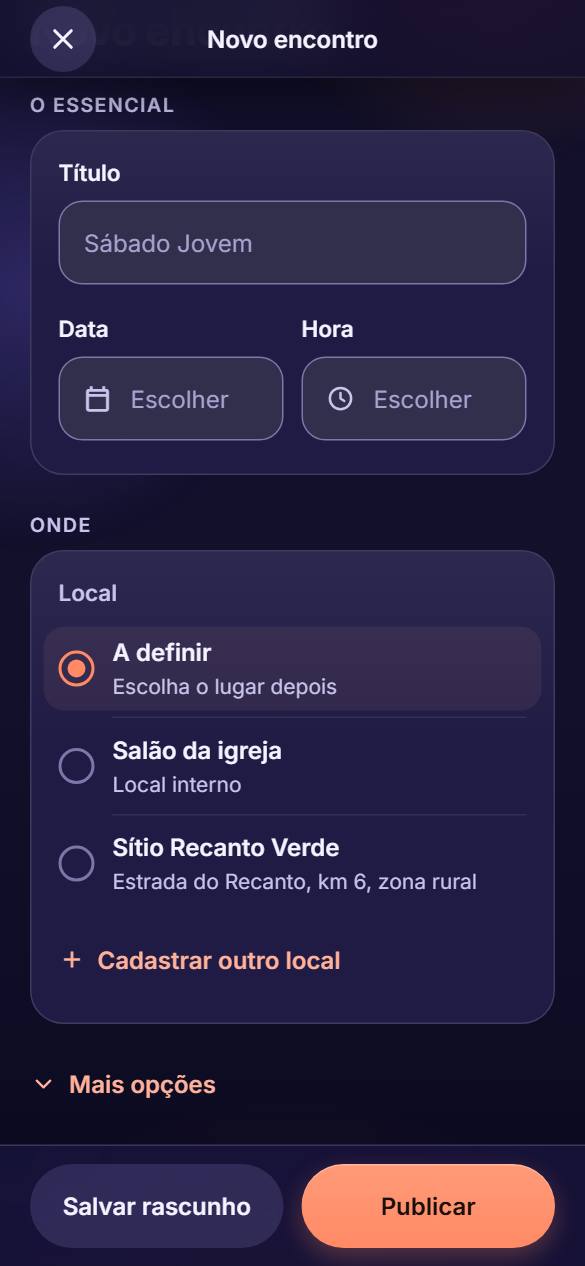 Novo encontro
O ESSENCIAL
Título
Sábado Jovem
Data
Hora
Escolher
Escolher
ONDE
Local
A definir
Escolha o lugar depois
Salão da igreja
Local interno
Sítio Recanto Verde
Estrada do Recanto, km 6, zona rural
+ Cadastrar outro local
Mais opções
Salvar rascunho
Publicar